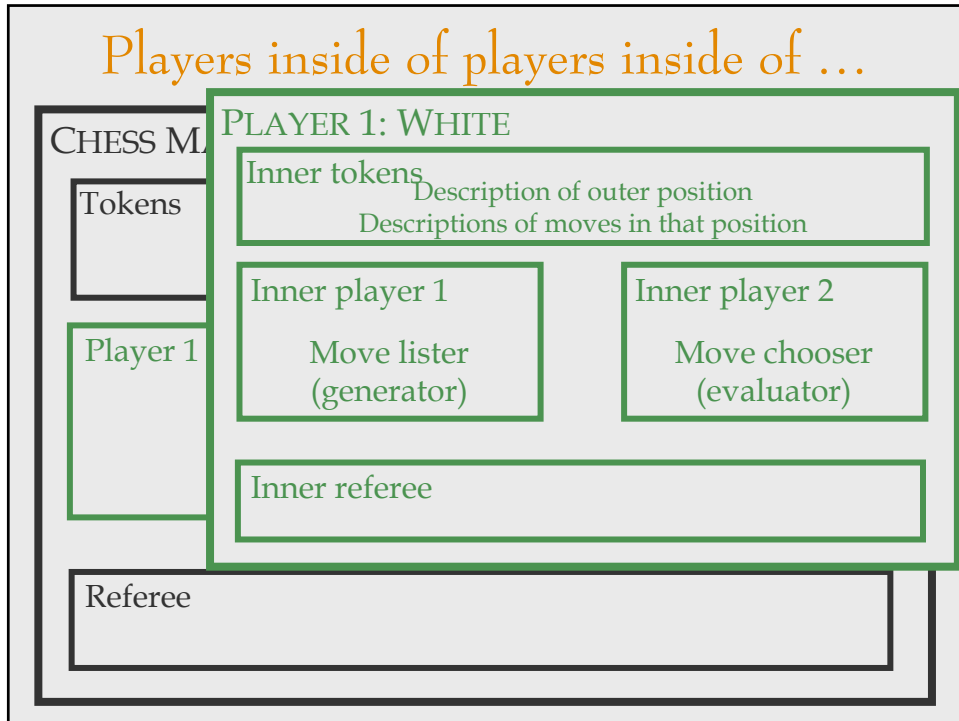 Players inside of players inside of …
CHESS MA
PLAYER 1: WHITE
Tokens
Inner tokens
Description of outer position
Descriptions of moves in that position
Player 1
Inner player 1
Move lister
(generator)
Inner player 2
Move chooser
(evaluator)
Inner referee
Referee